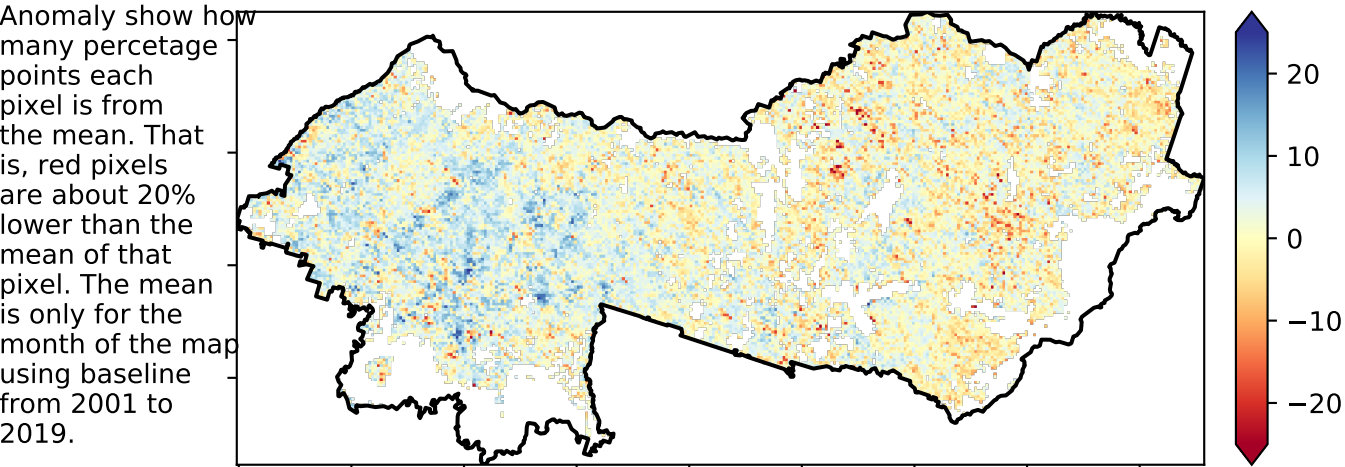 Anomaly show how
many percetage
points each
pixel is from
the mean. That
is, red pixels
are about 20%
lower than the
mean of that
pixel. The mean
is only for the
month of the map
using baseline
from 2001 to
2019.
20
10
0
−10
−20